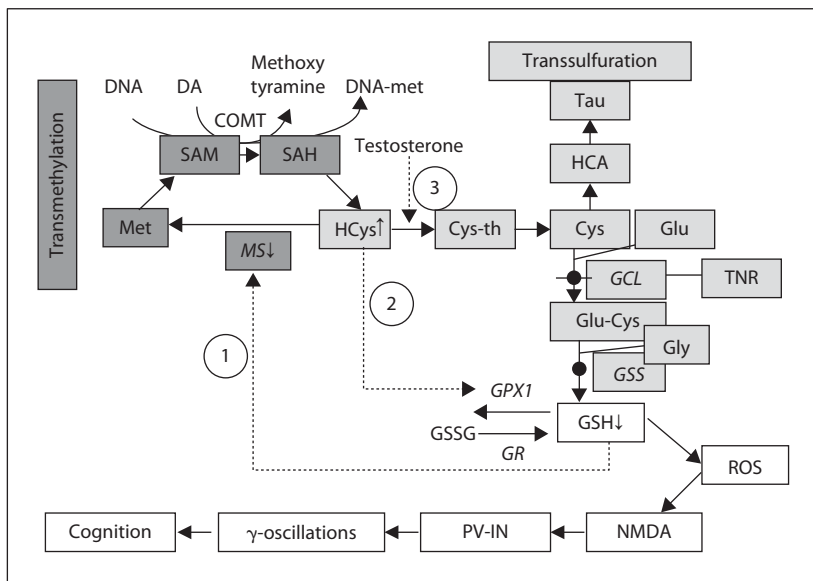 Transmethylation
Transsulfuration
DNA
DA
Methoxy
tyramine
DNA-met
COMT
SAM
SAH
Tau
Testosterone
HCA
3
Met
HCys↑
Cys-th
Cys
Glu
MS↓
GCL
TNR
2
Glu-Cys
1
Gly
GSS
GPX1
GSH↓
GSSG
GR
ROS
Cognition
γ-oscillations
PV-IN
NMDA